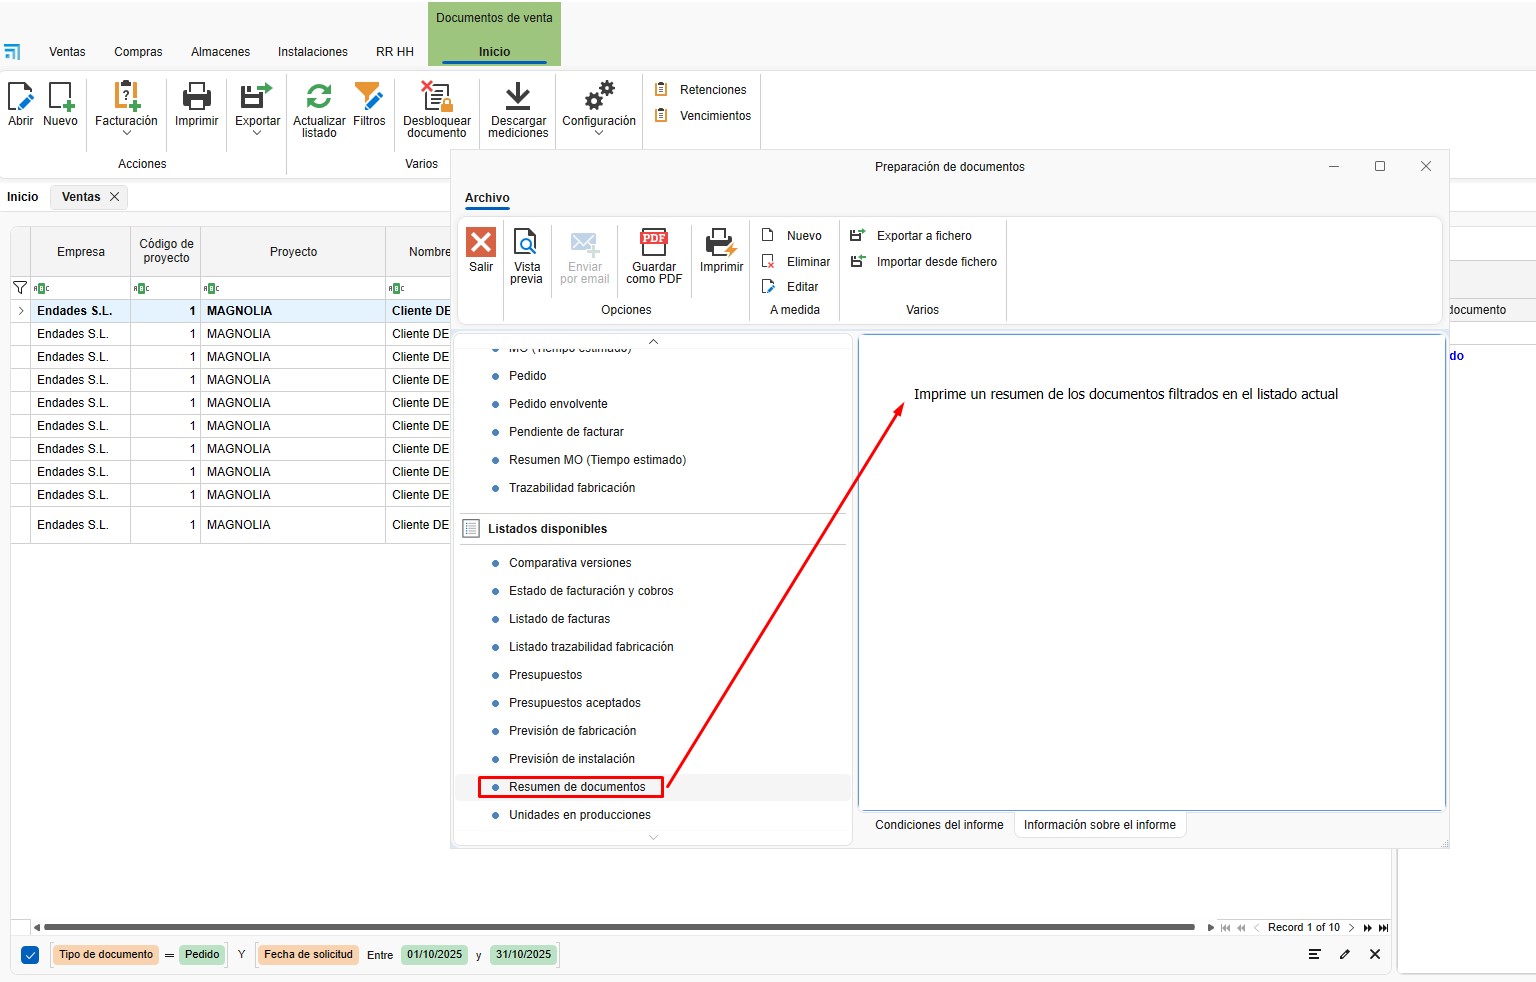 Documentos de venta
Ventas Compras Almacenes Instalaciones RR HH Inicio
Abrir Nuevo Facturación Imprimir Exportar Actualizar listado Filtros Desbloquear documento Descargar mediciones Configuración
Retenciones
Vencimientos
Acciones Varios
Inicio Ventas
Preparación de documentos
Archivo
Salir Vista previa Enviar por email Guardar como PDF Imprimir
Nuevo
Eliminar
Editar
Exportar a fichero
Importar desde fichero
Opciones A medida Varios
Empresa Código de proyecto Proyecto Nombre
Endades S.L. 1 MAGNOLIA Cliente DE
Endades S.L. 1 MAGNOLIA Cliente DE
Endades S.L. 1 MAGNOLIA Cliente DE
Endades S.L. 1 MAGNOLIA Cliente DE
Endades S.L. 1 MAGNOLIA Cliente DE
Endades S.L. 1 MAGNOLIA Cliente DE
Endades S.L. 1 MAGNOLIA Cliente DE
Endades S.L. 1 MAGNOLIA Cliente DE
Endades S.L. 1 MAGNOLIA Cliente DE
Endades S.L. 1 MAGNOLIA Cliente DE
ocumento
do
MO (Tiempo estimado)
Pedido
Pedido envolvente
Pendiente de facturar
Resumen MO (Tiempo estimado)
Trazabilidad fabricación
Listados disponibles
Comparativa versiones
Estado de facturación y cobros
Listado de facturas
Listado trazabilidad fabricación
Presupuestos
Presupuestos aceptados
Previsión de fabricación
Previsión de instalación
Resumen de documentos
Unidades en producciones
Imprime un resumen de los documentos filtrados en el listado actual
Condiciones del informe Información sobre el informe
Record 1 of 10
Tipo de documento = Pedido Y Fecha de solicitud Entre 01/10/2025 y 31/10/2025